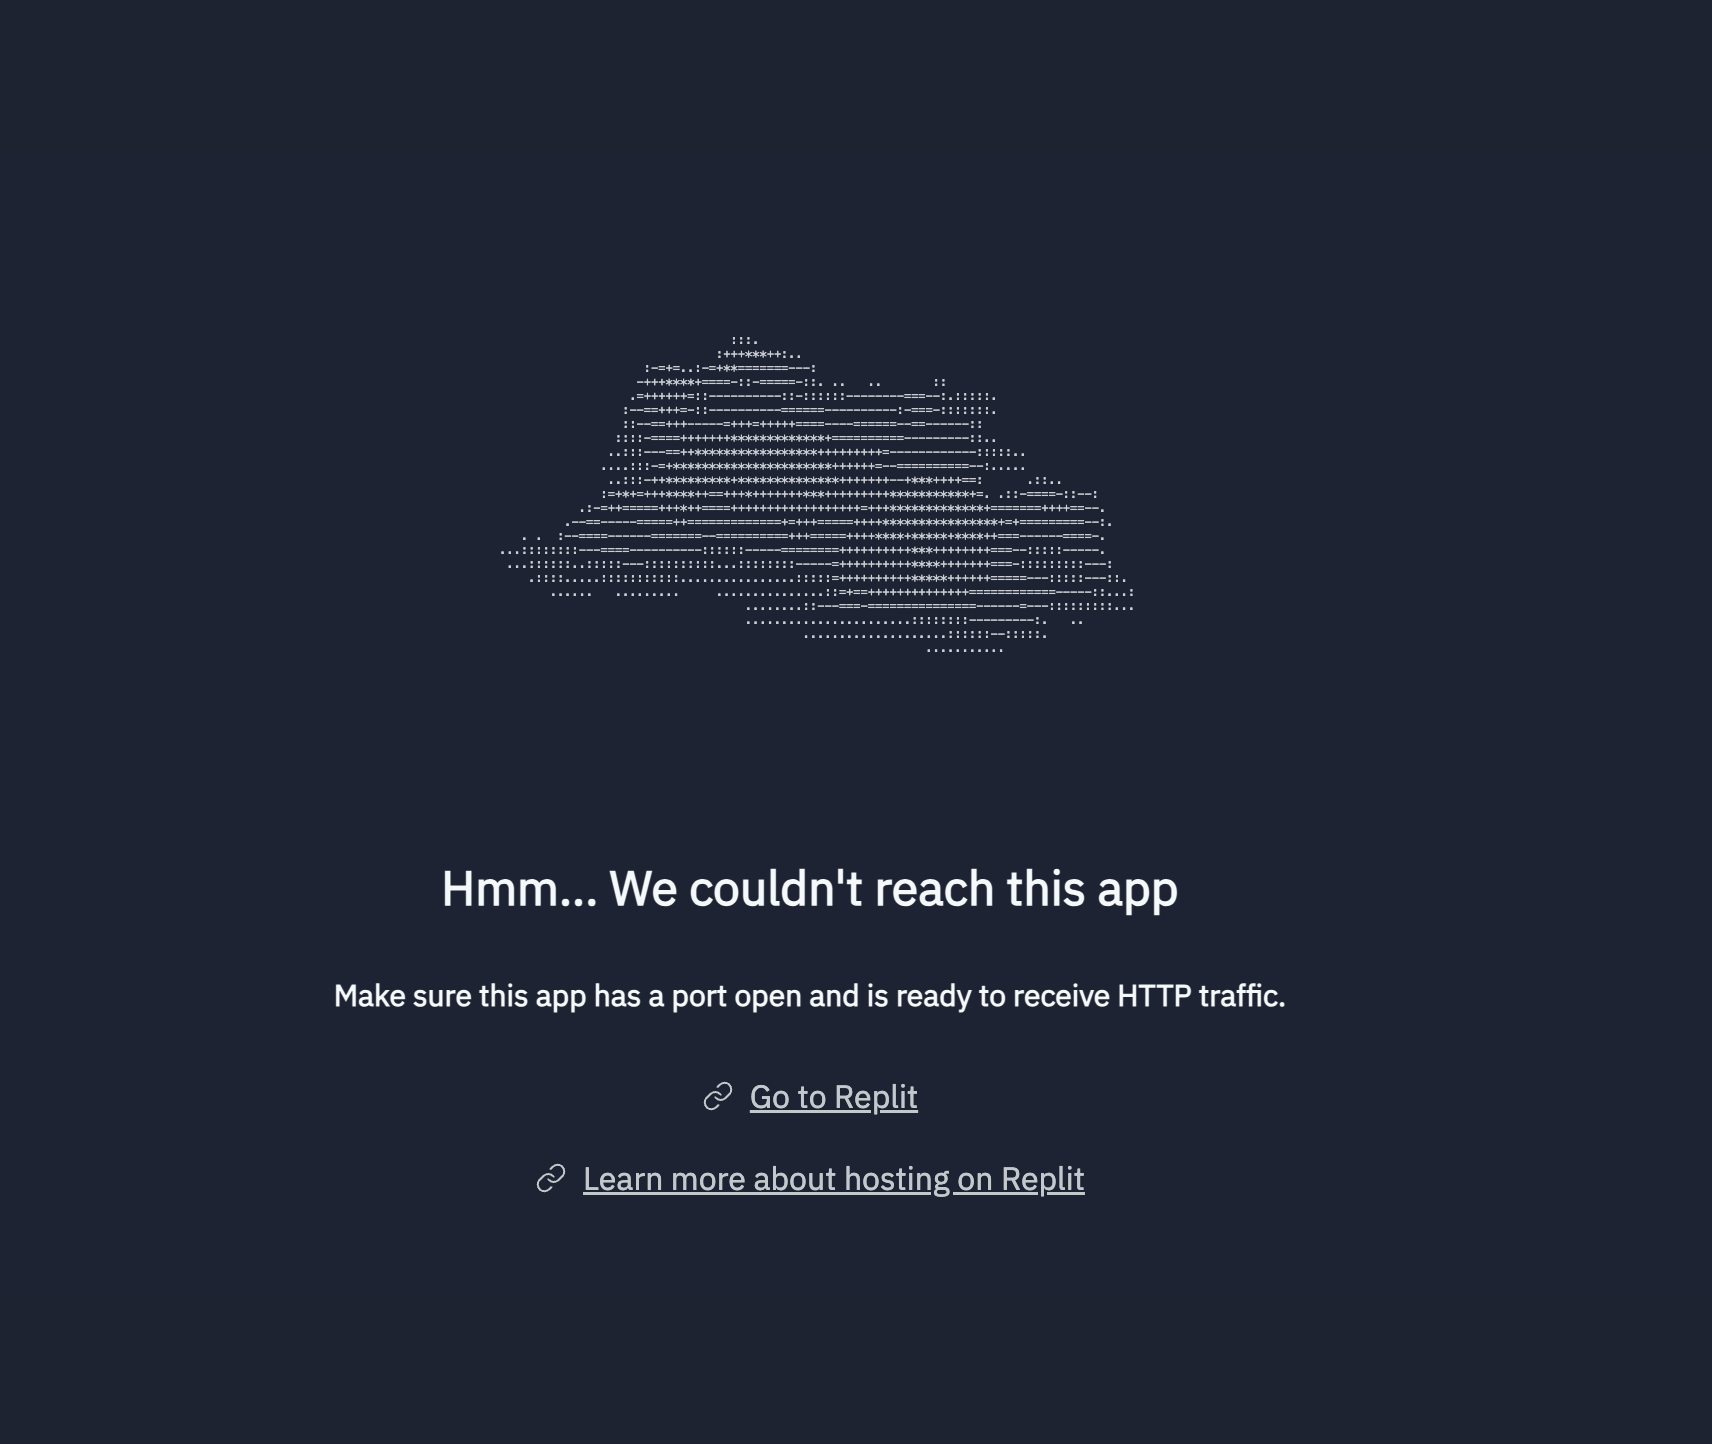 Hmm... We couldn't reach this app
Make sure this app has a port open and is ready to receive HTTP traffic.
Go to Replit
Learn more about hosting on Replit